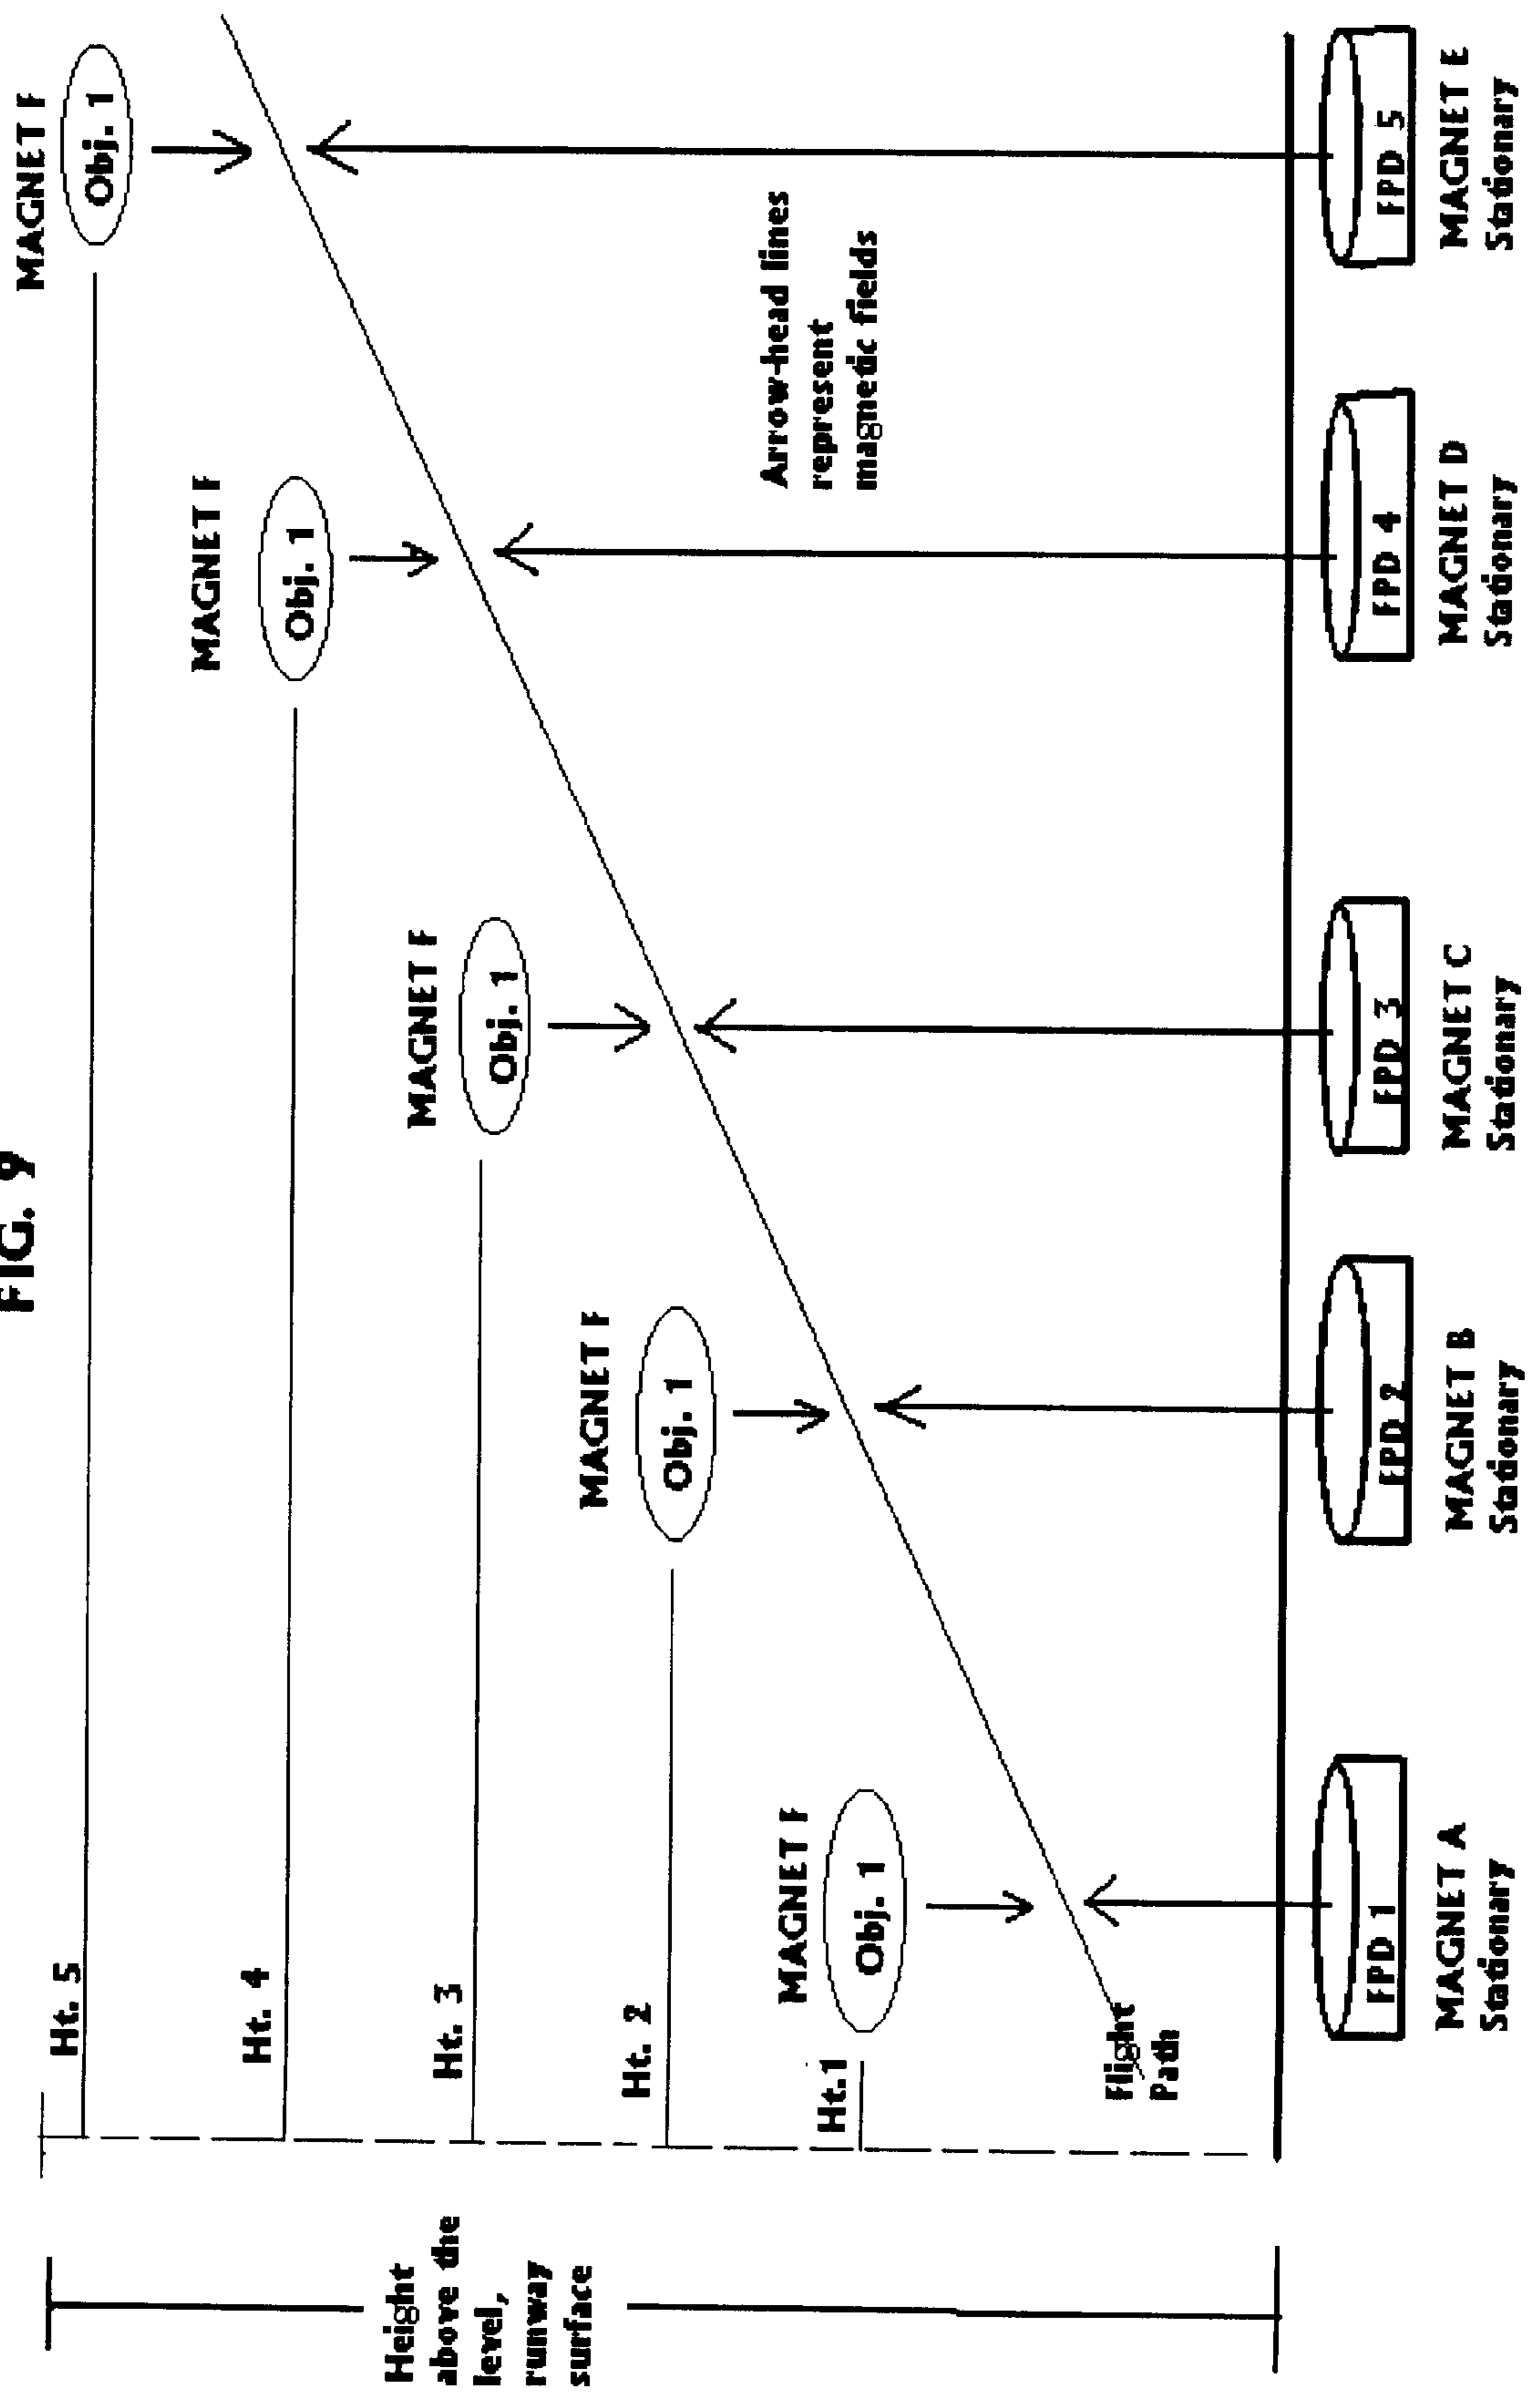 FIG. 9
MAGNET F
Obj. 1
Ht. 5
MAGNET F
Obj. 1
Ht. 4
MAGNET F
Obj. 1
Ht. 3
MAGNET F
Obj. 1
Ht. 2
MAGNET F
Obj. 1
Ht.1
Height
above the
level,
runway
surface
Arrow-head lines
represent
magnetic fields
Flight
Path
FPD 1
FPD 2
FPD 3
FPD 4
FPD 5
MAGNET A
Stationary
MAGNET B
Stationary
MAGNET C
Stationary
MAGNET D
Stationary
MAGNET E
Stationary